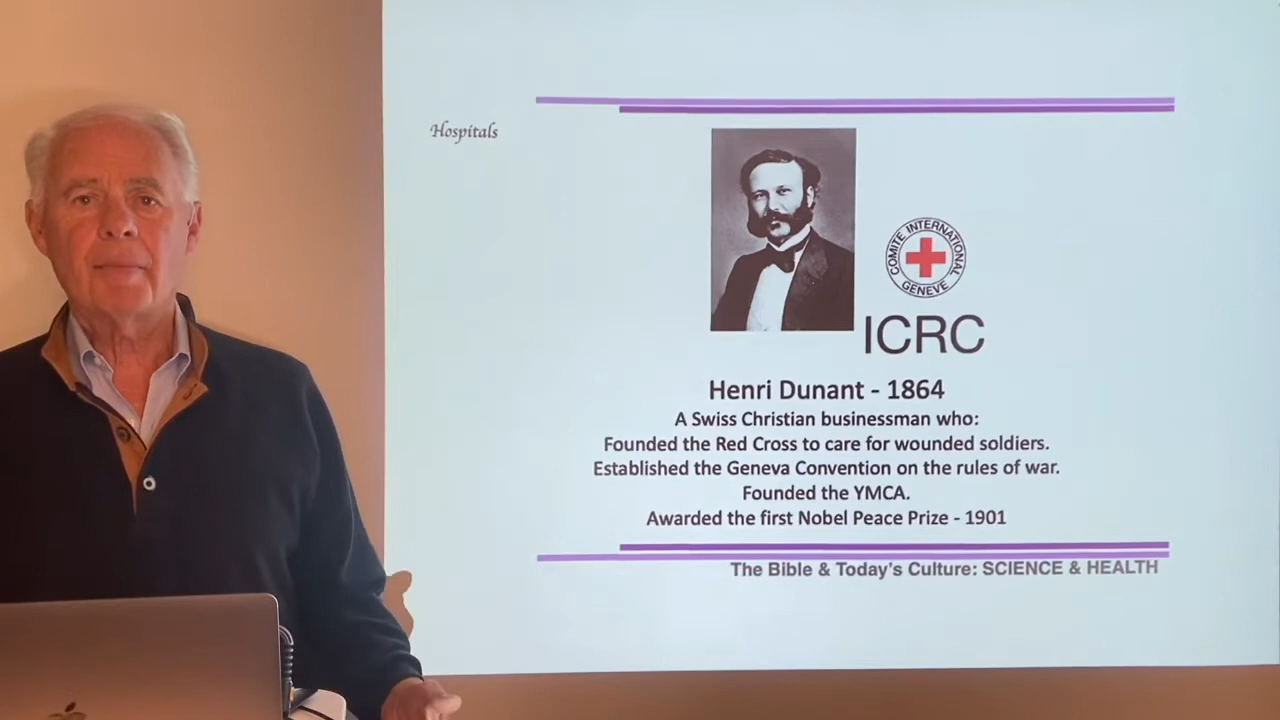 Hospitals
COMITE INTERNATIONAL
GENEVE
ICRC
Henri Dunant - 1864
A Swiss Christian businessman who:
Founded the Red Cross to care for wounded soldiers.
Established the Geneva Convention on the rules of war.
Founded the YMCA.
Awarded the first Nobel Peace Prize - 1901
The Bible & Today's Culture: SCIENCE & HEALTH